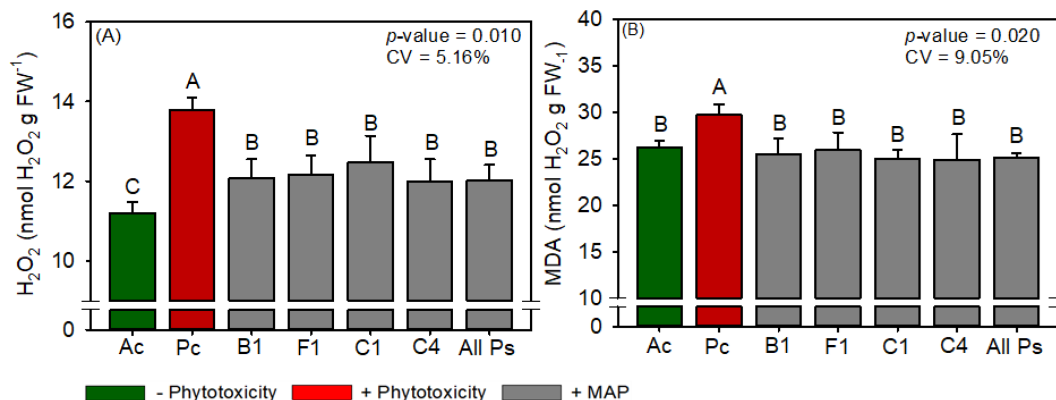 (A)
p-value = 0.010
CV = 5.16%
H₂O₂ (nmol H₂O₂ g FW⁻¹)
16
14
12
10
0
C
A
B
B
B
B
B
Ac Pc B1 F1 C1 C4 All Ps
(B)
p-value = 0.020
CV = 9.05%
MDA (nmol H₂O₂ g FW₋₁)
40
35
30
25
20
15
10
0
B
A
B
B
B
B
B
Ac Pc B1 F1 C1 C4 All Ps
- Phytotoxicity + Phytotoxicity + MAP